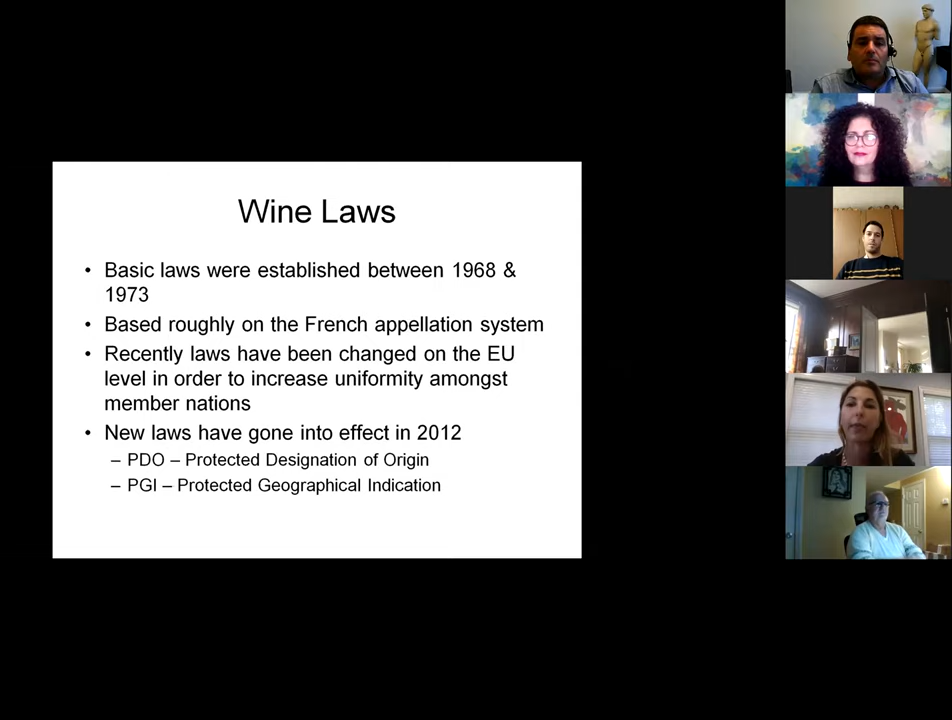 Wine Laws
• Basic laws were established between 1968 &
1973
• Based roughly on the French appellation system
• Recently laws have been changed on the EU
level in order to increase uniformity amongst
member nations
• New laws have gone into effect in 2012
– PDO – Protected Designation of Origin
– PGI – Protected Geographical Indication